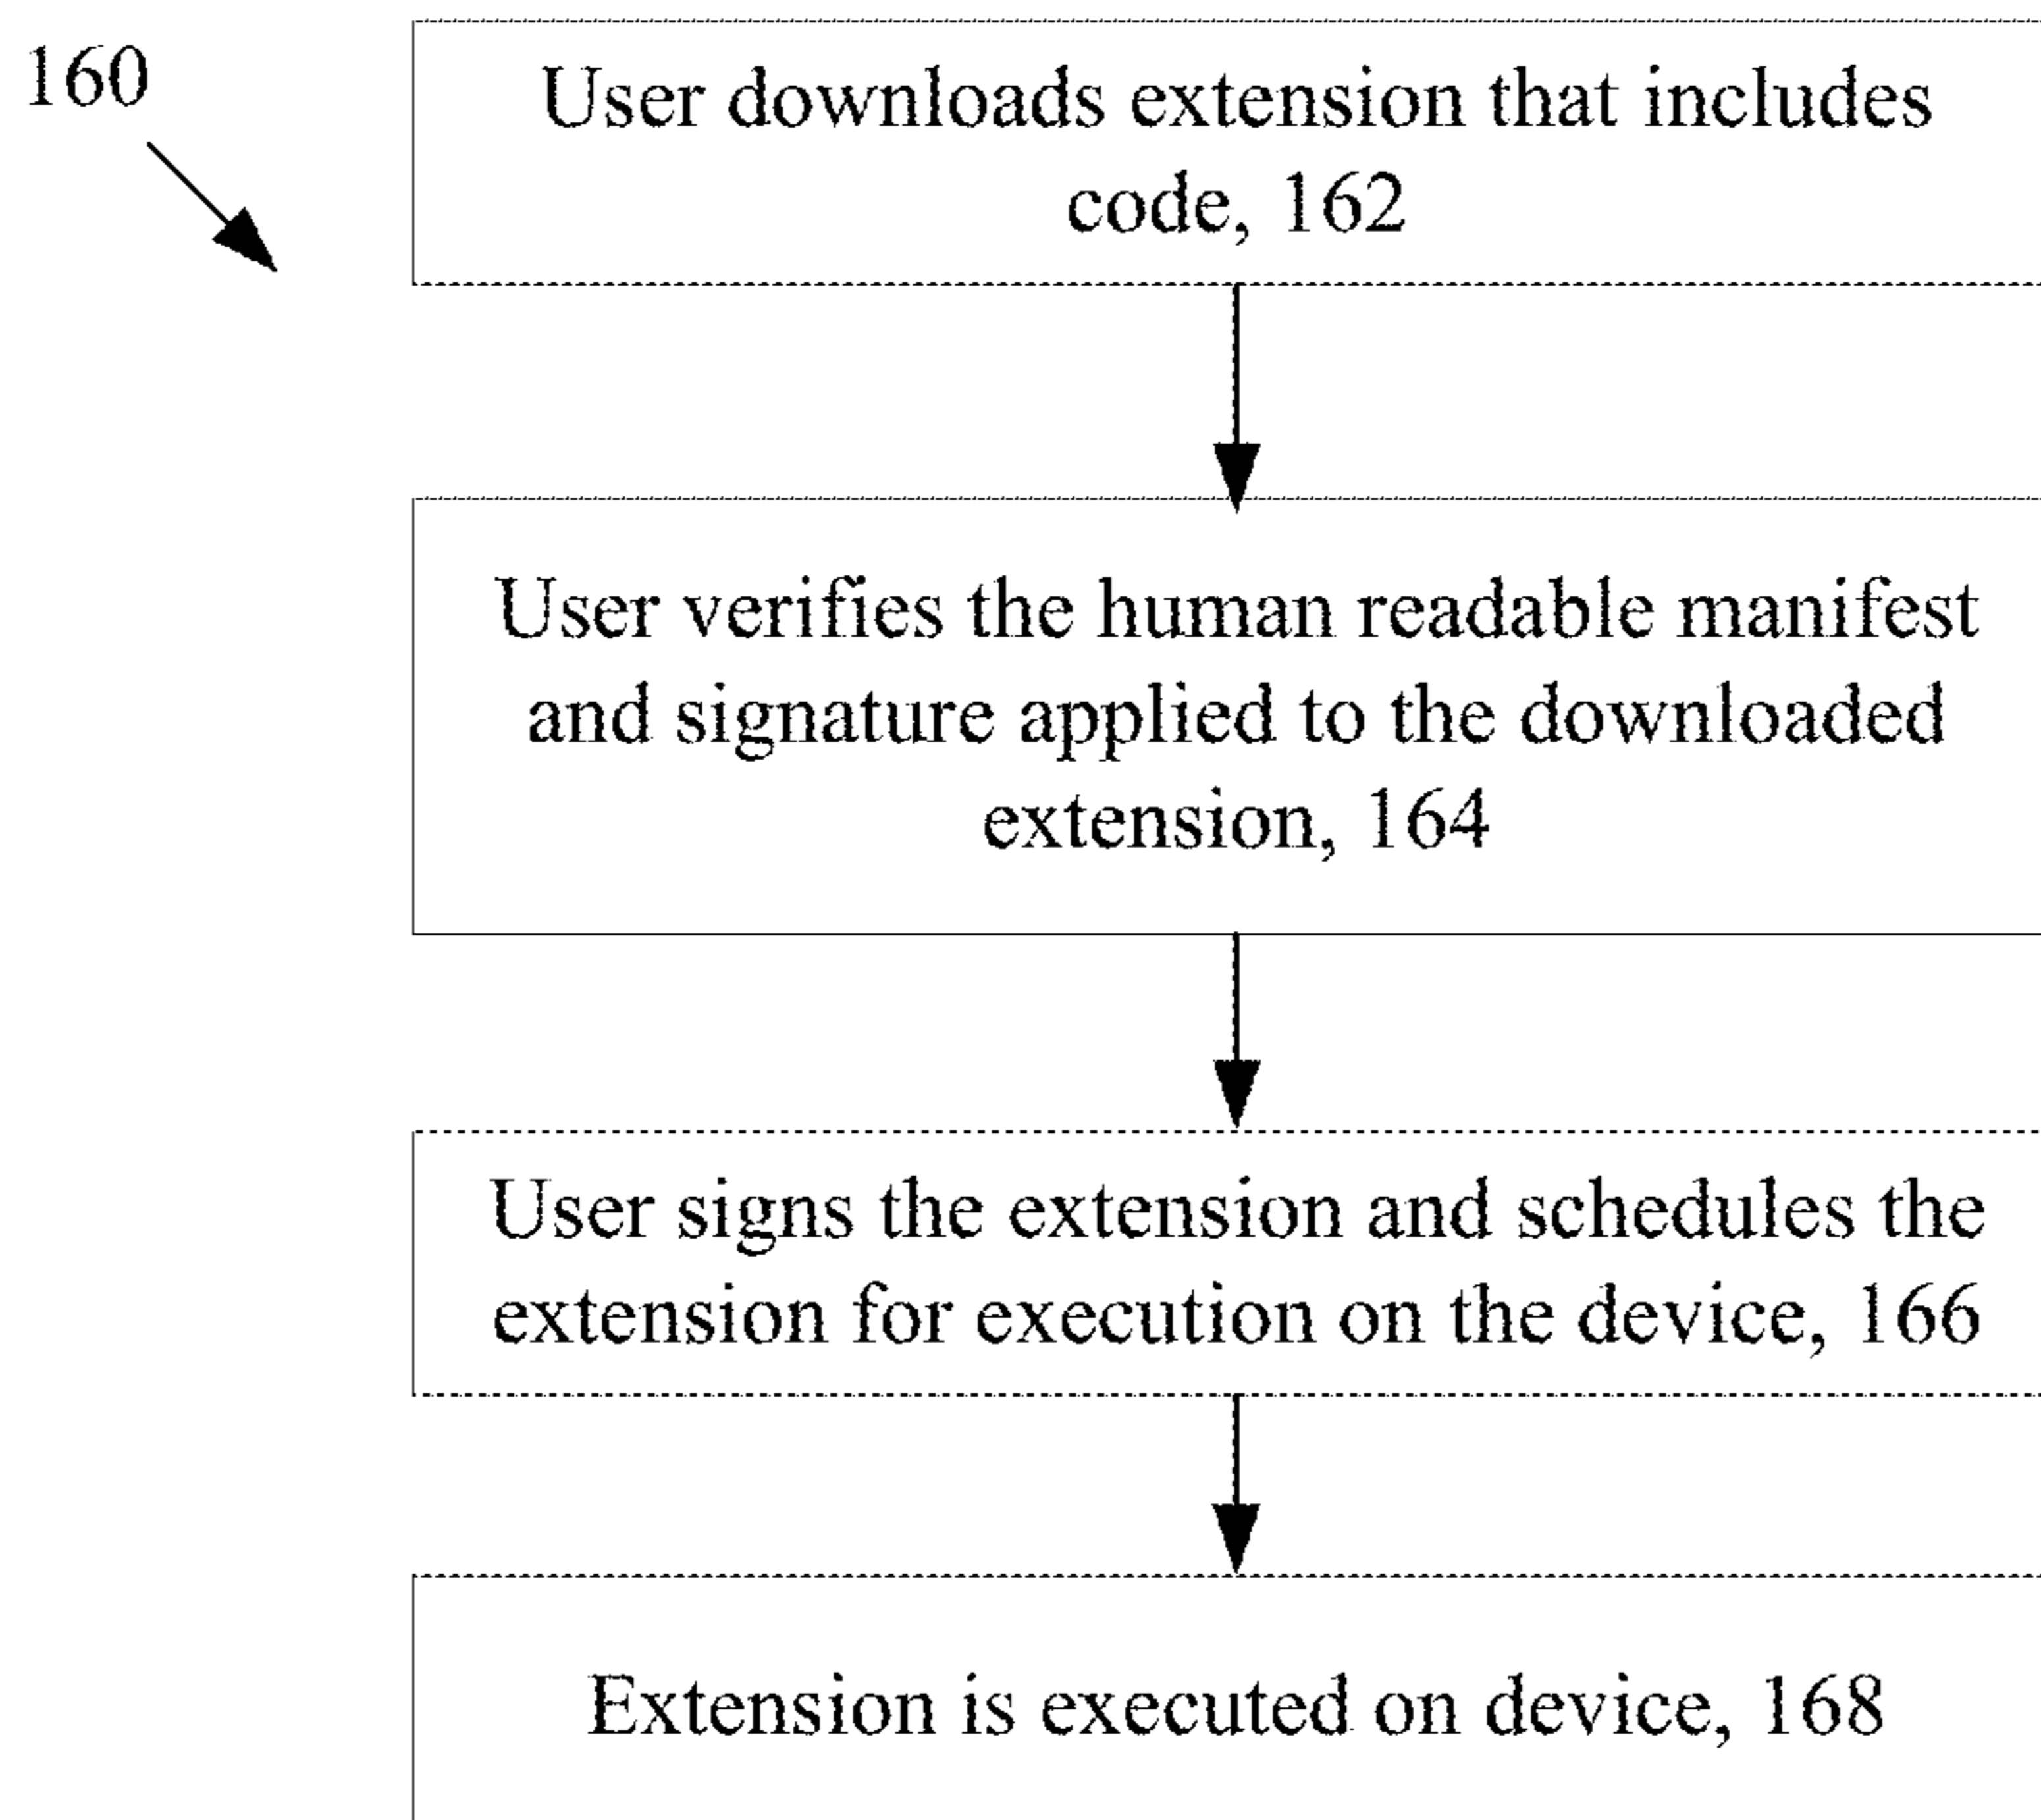 160
User downloads extension that includes
code, 162
User verifies the human readable manifest
and signature applied to the downloaded
extension, 164
User signs the extension and schedules the
extension for execution on the device, 166
Extension is executed on device, 168